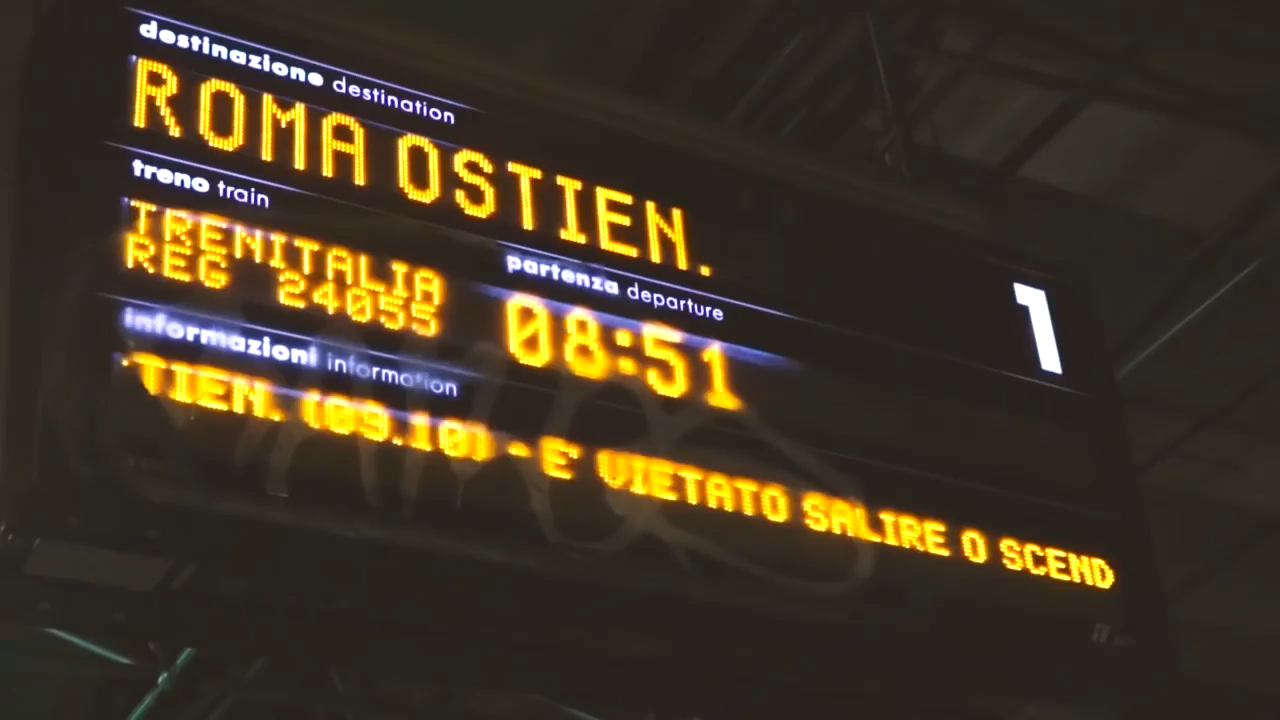 destinazione destination
ROMA OSTIEN.
treno train
TRENITALIA
REG 24055
partenza departure
08:51
1
informazioni information
TIEN. (09.10) - E' VIETATO SALIRE O SCEND